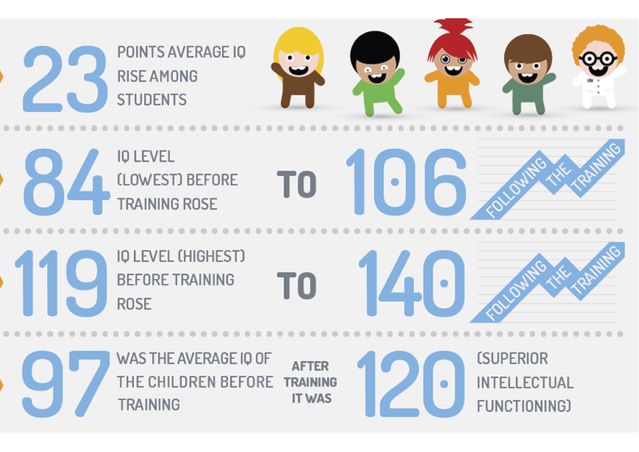 23 POINTS AVERAGE IQ
RISE AMONG
STUDENTS
84 IQ LEVEL
(LOWEST) BEFORE
TRAINING ROSE
TO
106
FOLLOWING THE TRAINING
119 IQ LEVEL (HIGHEST)
BEFORE TRAINING
ROSE
TO
140
FOLLOWING THE TRAINING
97 WAS THE AVERAGE IQ OF
THE CHILDREN BEFORE
TRAINING
AFTER
TRAINING
IT WAS
120
(SUPERIOR
INTELLECTUAL
FUNCTIONING)